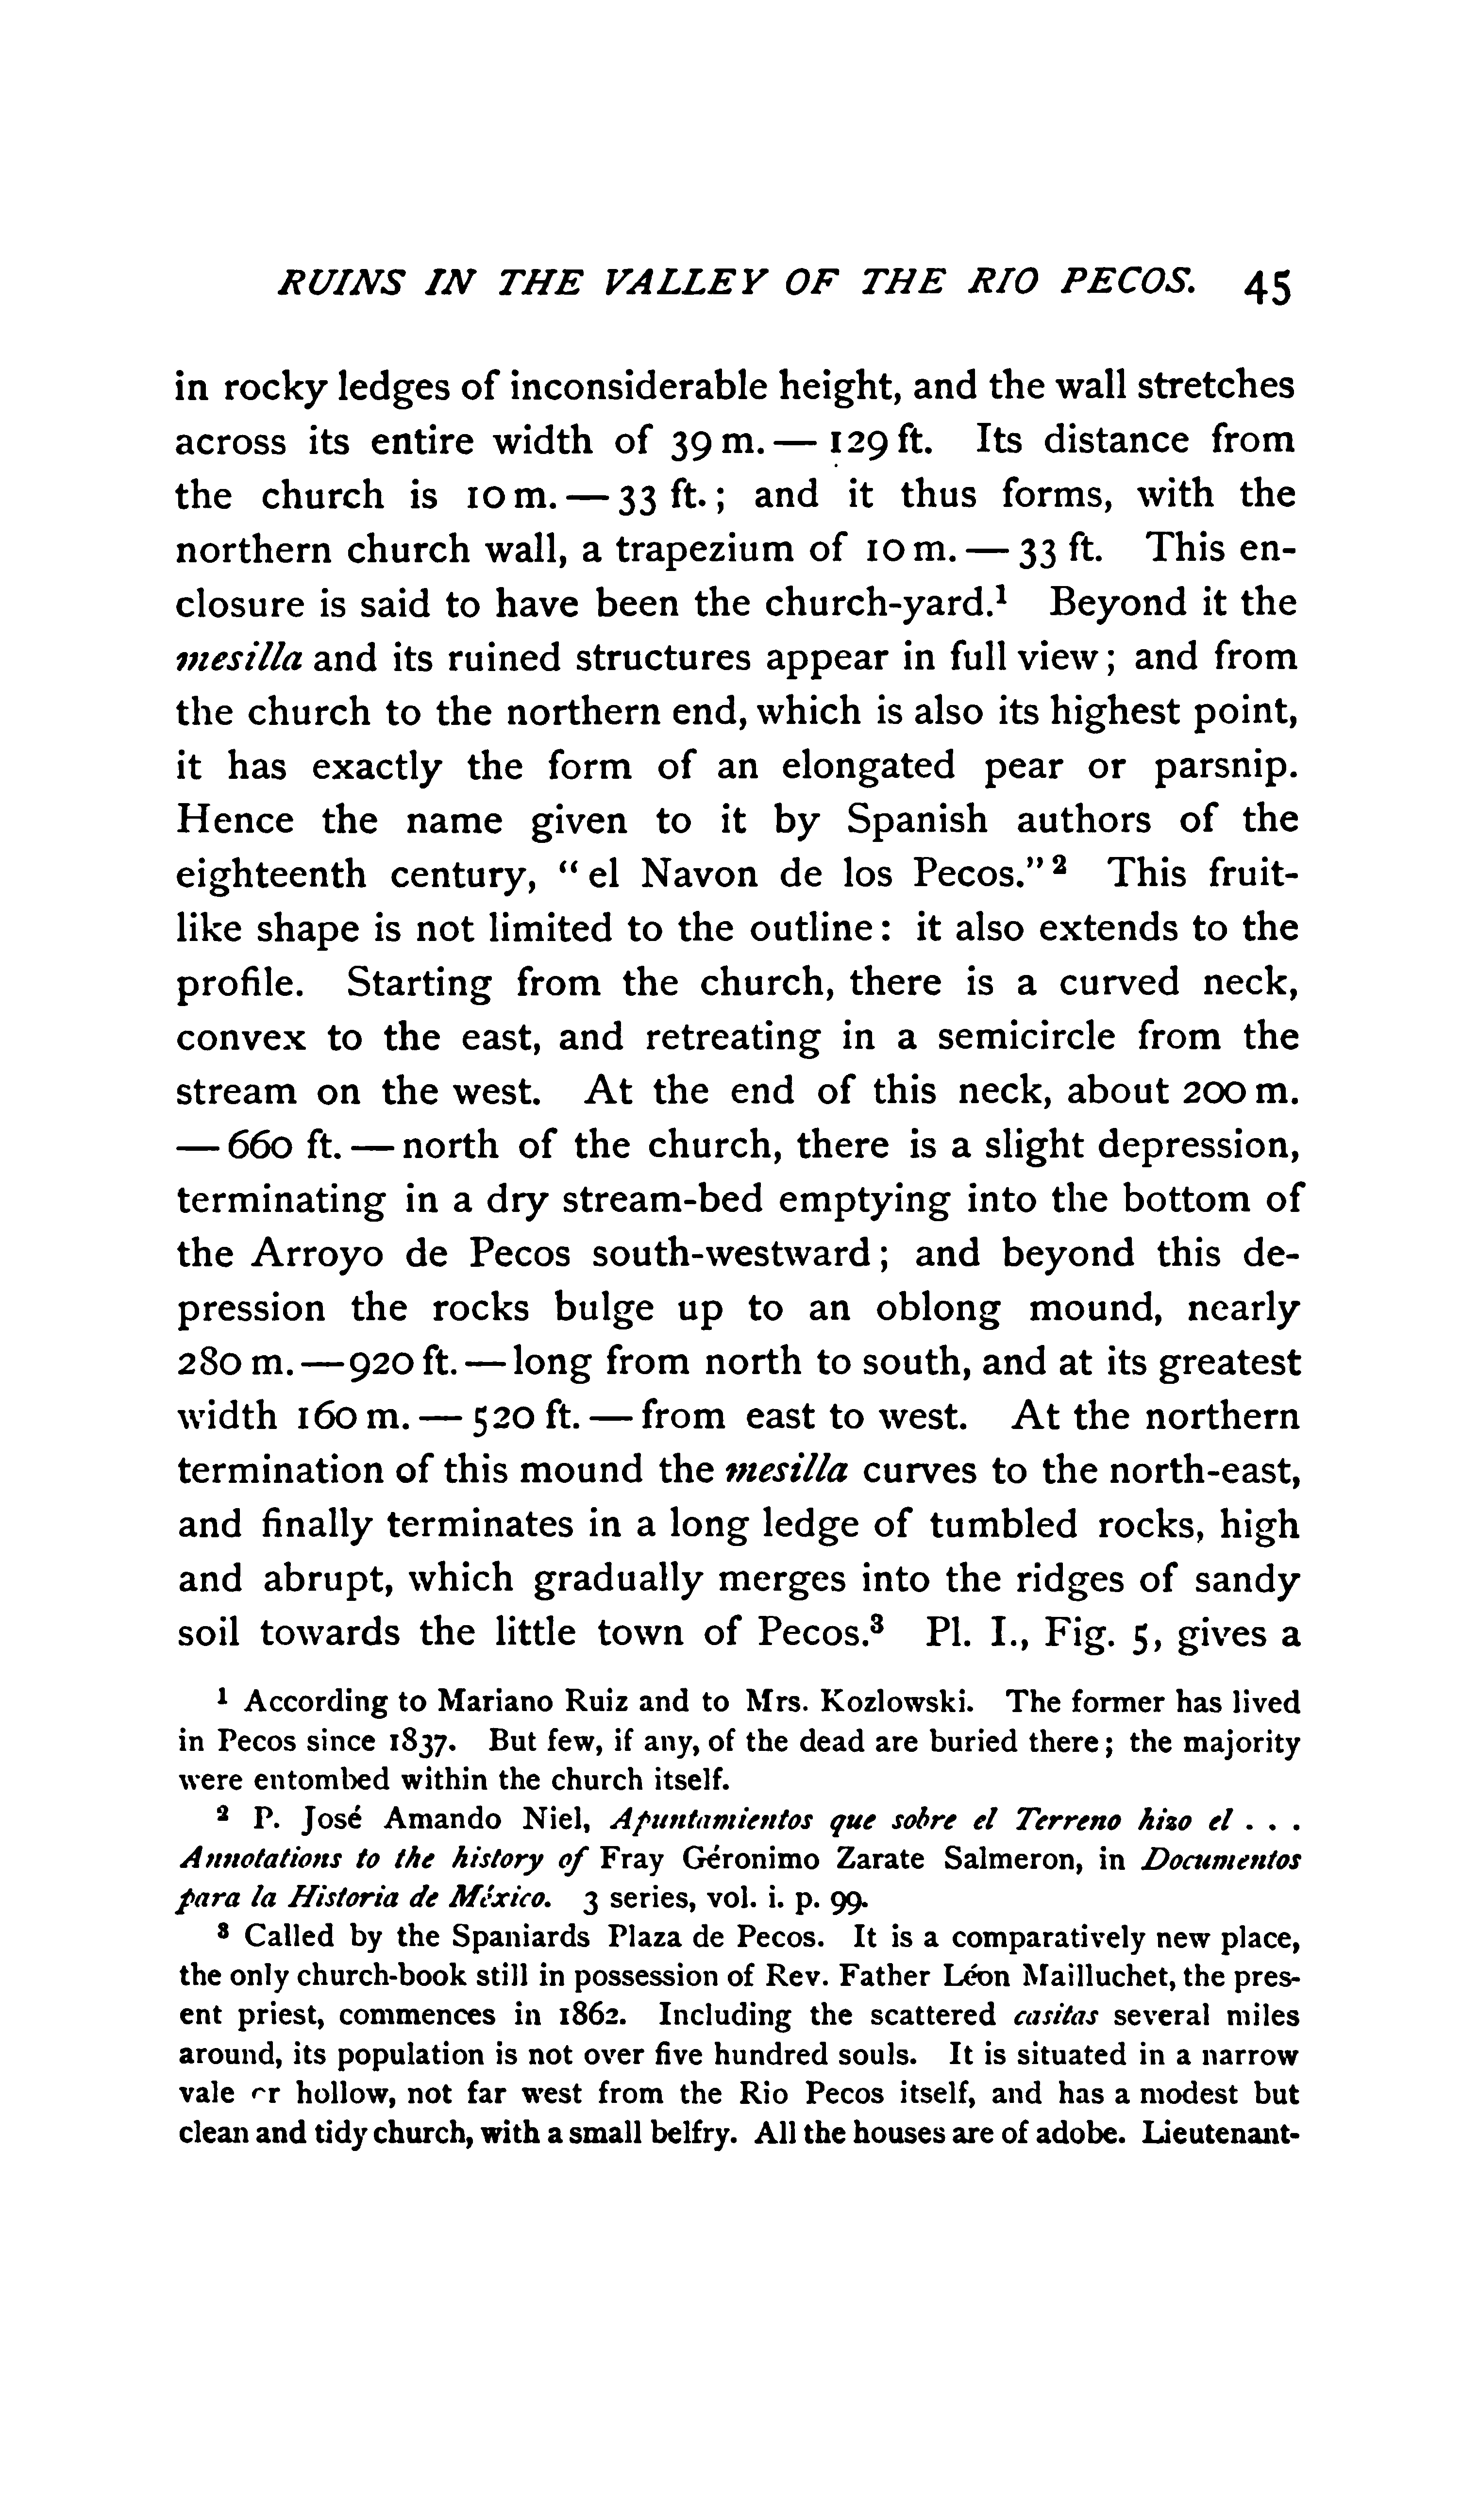 RUINS IN THE VALLEY OF THE RIO PECOS. 45
in rocky ledges of inconsiderable height, and the wall stretches
across its entire width of 39 m. — 129 ft. Its distance from
the church is 10 m. — 33 ft.; and it thus forms, with the
northern church wall, a trapezium of 10 m. — 33 ft. This en-
closure is said to have been the church-yard.¹ Beyond it the
mesilla and its ruined structures appear in full view; and from
the church to the northern end, which is also its highest point,
it has exactly the form of an elongated pear or parsnip.
Hence the name given to it by Spanish authors of the
eighteenth century, “el Navon de los Pecos.”² This fruit-
like shape is not limited to the outline: it also extends to the
profile. Starting from the church, there is a curved neck,
convex to the east, and retreating in a semicircle from the
stream on the west. At the end of this neck, about 200 m.
— 660 ft. — north of the church, there is a slight depression,
terminating in a dry stream-bed emptying into the bottom of
the Arroyo de Pecos south-westward; and beyond this de-
pression the rocks bulge up to an oblong mound, nearly
280 m. — 920 ft. — long from north to south, and at its greatest
width 160 m. — 520 ft. — from east to west. At the northern
termination of this mound the mesilla curves to the north-east,
and finally terminates in a long ledge of tumbled rocks, high
and abrupt, which gradually merges into the ridges of sandy
soil towards the little town of Pecos.³ Pl. I., Fig. 5, gives a
¹ According to Mariano Ruiz and to Mrs. Kozlowski. The former has lived
in Pecos since 1837. But few, if any, of the dead are buried there; the majority
were entombed within the church itself.
² P. José Amando Niel, Apuntamientos que sobre el Terreno hizo el . . .
Annotations to the history of Fray Géronimo Zarate Salmeron, in Documentos
para la Historia de México. 3 series, vol. i. p. 99.
³ Called by the Spaniards Plaza de Pecos. It is a comparatively new place,
the only church-book still in possession of Rev. Father Léon Mailluchet, the pres-
ent priest, commences in 1862. Including the scattered casitas several miles
around, its population is not over five hundred souls. It is situated in a narrow
vale or hollow, not far west from the Rio Pecos itself, and has a modest but
clean and tidy church, with a small belfry. All the houses are of adobe. Lieutenant-